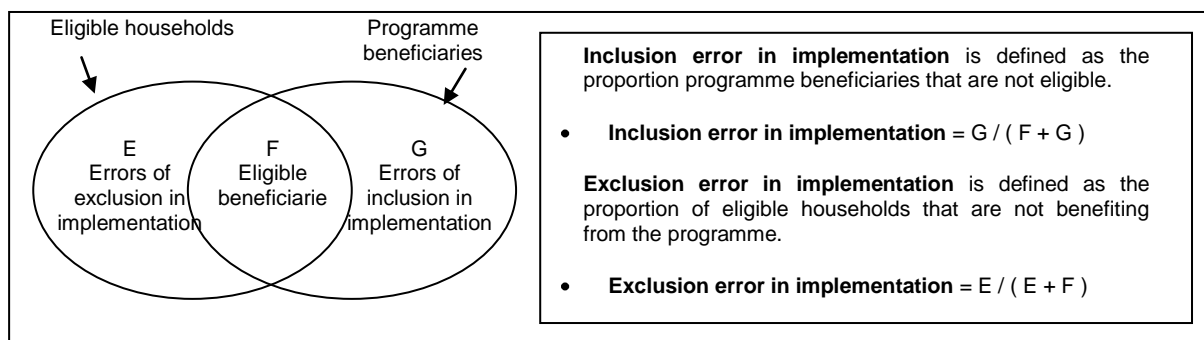 Eligible households
Programme
beneficiaries
E
Errors of
exclusion in
implementation
F
Eligible
beneficiarie
G
Errors of
inclusion in
implementation
Inclusion error in implementation is defined as the
proportion programme beneficiaries that are not eligible.
• Inclusion error in implementation = G / ( F + G )
Exclusion error in implementation is defined as the
proportion of eligible households that are not benefiting
from the programme.
• Exclusion error in implementation = E / ( E + F )